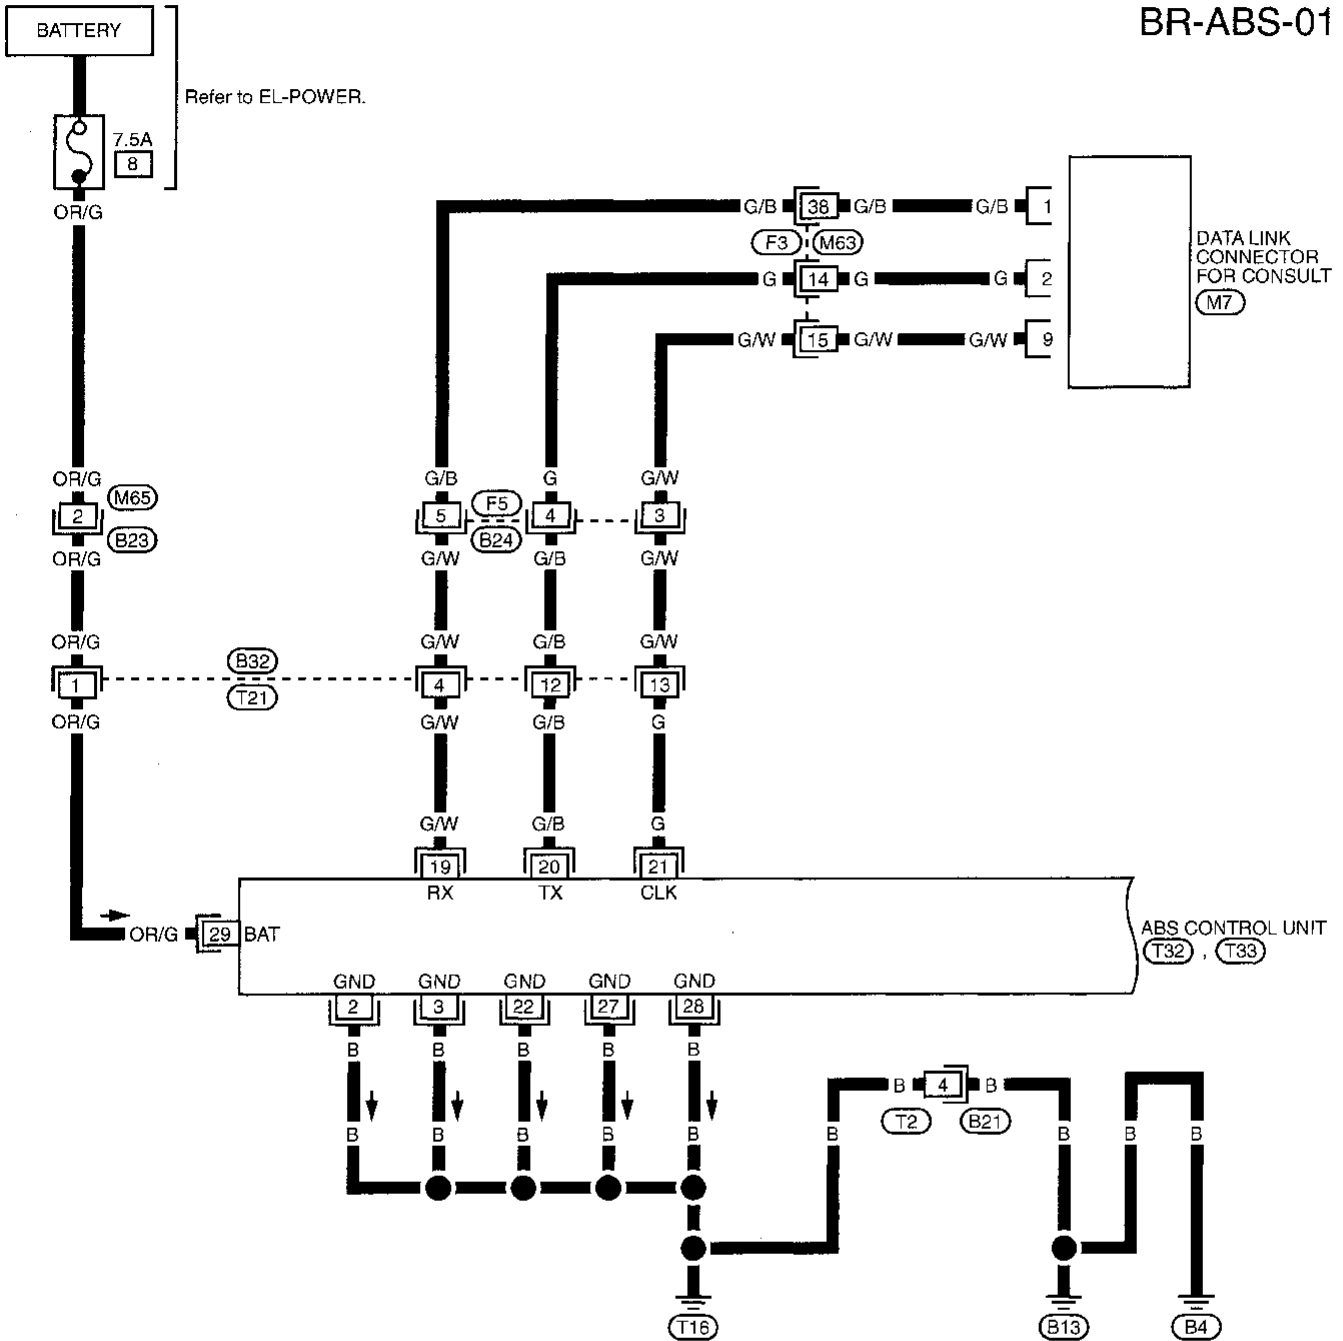 BR-ABS-01
BATTERY
Refer to EL-POWER.
7.5A
8
OR/G
G/B 38 G/B G/B 1
F3 M63
G 14 G G 2
G/W 15 G/W G/W 9
DATA LINK
CONNECTOR
FOR CONSULT
M7
OR/G G/B G G/W
2 M65 5 F5 4 3
B23 B24
OR/G G/W G/B G/W
OR/G G/W G/B G/W
B32
1 4 12 13
T21
OR/G G/W G/B G
G/W G/B G
19 20 21
RX TX CLK
OR/G 29 BAT
ABS CONTROL UNIT
T32 , T33
GND GND GND GND GND
2 3 22 27 28
B B B B B
B 4 B
T2 B21
B B B B B B B B B
T16 B13 B4